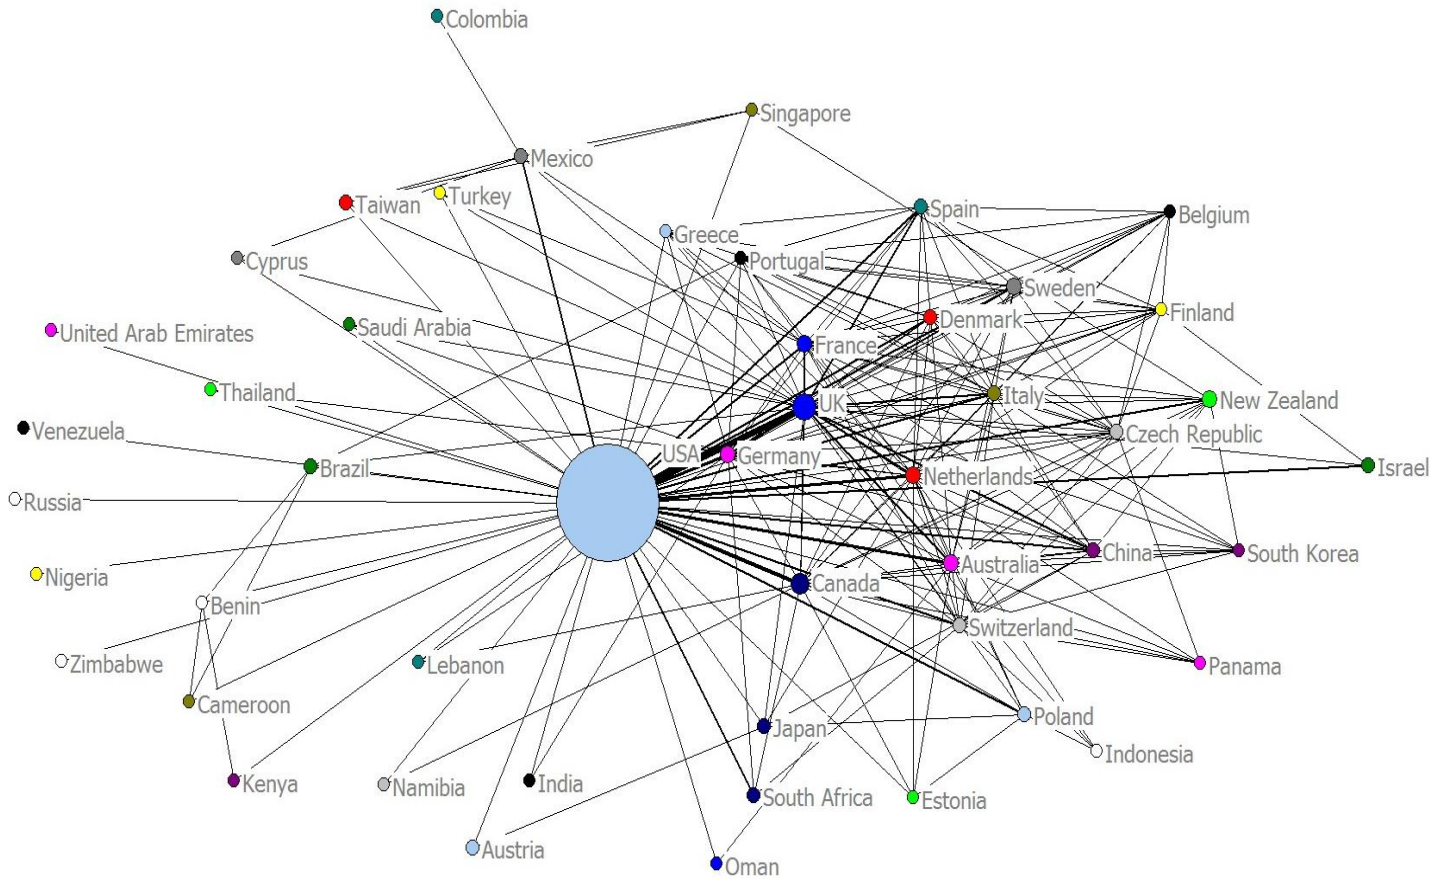 Colombia
Singapore
Mexico
Turkey
Taiwan
Spain
Belgium
Greece
Portugal
Cyprus
Sweden
Finland
Denmark
United Arab Emirates
Saudi Arabia
France
Thailand
UK
Italy
New Zealand
Venezuela
Czech Republic
USA
Germany
Brazil
Israel
Netherlands
Russia
China
South Korea
Australia
Nigeria
Canada
Benin
Switzerland
Zimbabwe
Lebanon
Panama
Cameroon
Poland
Japan
Indonesia
Kenya
Namibia
India
South Africa
Estonia
Austria
Oman